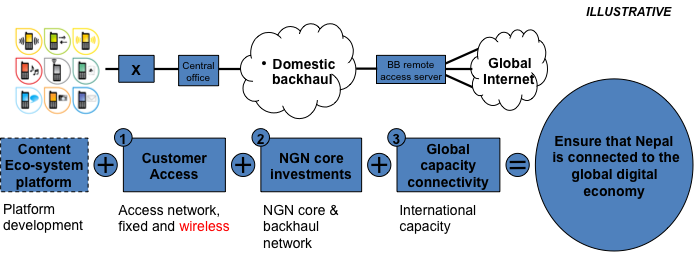 ILLUSTRATIVE
X
Central
office
• Domestic
backhaul
BB remote
access server
Global
Internet
Content
Eco-system
platform
+
1
Customer
Access
+
2
NGN core
investments
+
3
Global
capacity
connectivity
=
Ensure that Nepal
is connected to the
global digital
economy
Platform
development
Access network,
fixed and wireless
NGN core &
backhaul
network
International
capacity